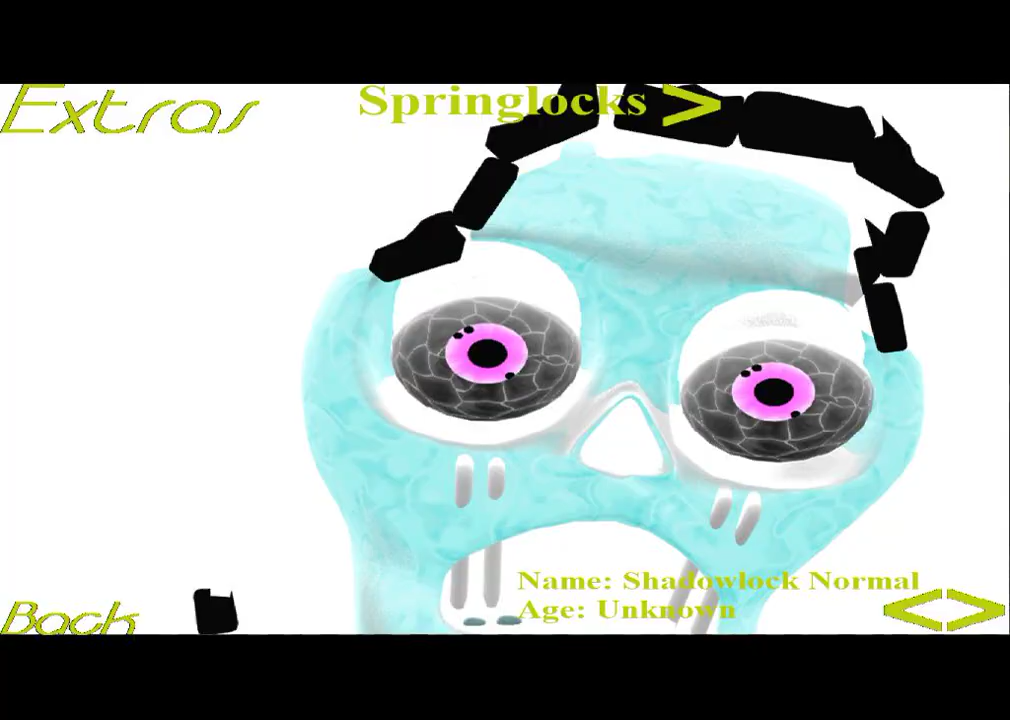 Extras
Springlocks >
Name: Shadowlock Normal
Age: Unknown
Back
< >